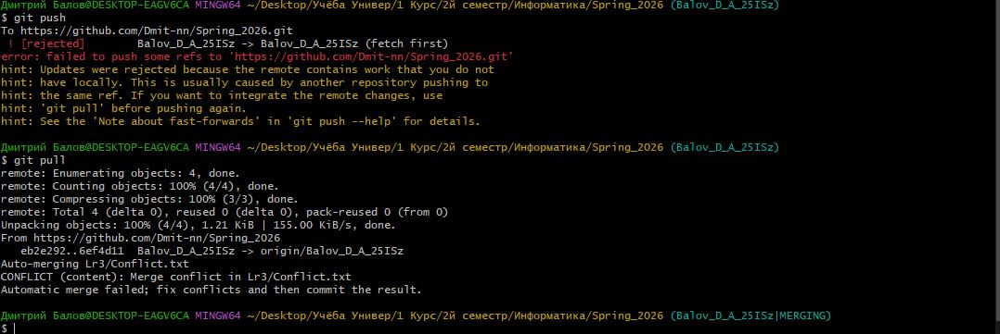 Дмитрий Балов@DESKTOP-EAGV6CA MINGW64 ~/Desktop/Учёба Универ/1 Курс/2й семестр/Информатика/Spring_2026 (Balov_D_A_25ISz)
$ git push
To https://github.com/Dmit-nn/Spring_2026.git
 ! [rejected]        Balov_D_A_25ISz -> Balov_D_A_25ISz (fetch first)
error: failed to push some refs to 'https://github.com/Dmit-nn/Spring_2026.git'
hint: Updates were rejected because the remote contains work that you do not
hint: have locally. This is usually caused by another repository pushing to
hint: the same ref. If you want to integrate the remote changes, use
hint: 'git pull' before pushing again.
hint: See the 'Note about fast-forwards' in 'git push --help' for details.
Дмитрий Балов@DESKTOP-EAGV6CA MINGW64 ~/Desktop/Учёба Универ/1 Курс/2й семестр/Информатика/Spring_2026 (Balov_D_A_25ISz)
$ git pull
remote: Enumerating objects: 4, done.
remote: Counting objects: 100% (4/4), done.
remote: Compressing objects: 100% (3/3), done.
remote: Total 4 (delta 0), reused 0 (delta 0), pack-reused 0 (from 0)
Unpacking objects: 100% (4/4), 1.21 KiB | 155.00 KiB/s, done.
From https://github.com/Dmit-nn/Spring_2026
   eb2e292..6ef4d11  Balov_D_A_25ISz -> origin/Balov_D_A_25ISz
Auto-merging Lr3/Conflict.txt
CONFLICT (content): Merge conflict in Lr3/Conflict.txt
Automatic merge failed; fix conflicts and then commit the result.
Дмитрий Балов@DESKTOP-EAGV6CA MINGW64 ~/Desktop/Учёба Универ/1 Курс/2й семестр/Информатика/Spring_2026 (Balov_D_A_25ISz|MERGING)
$